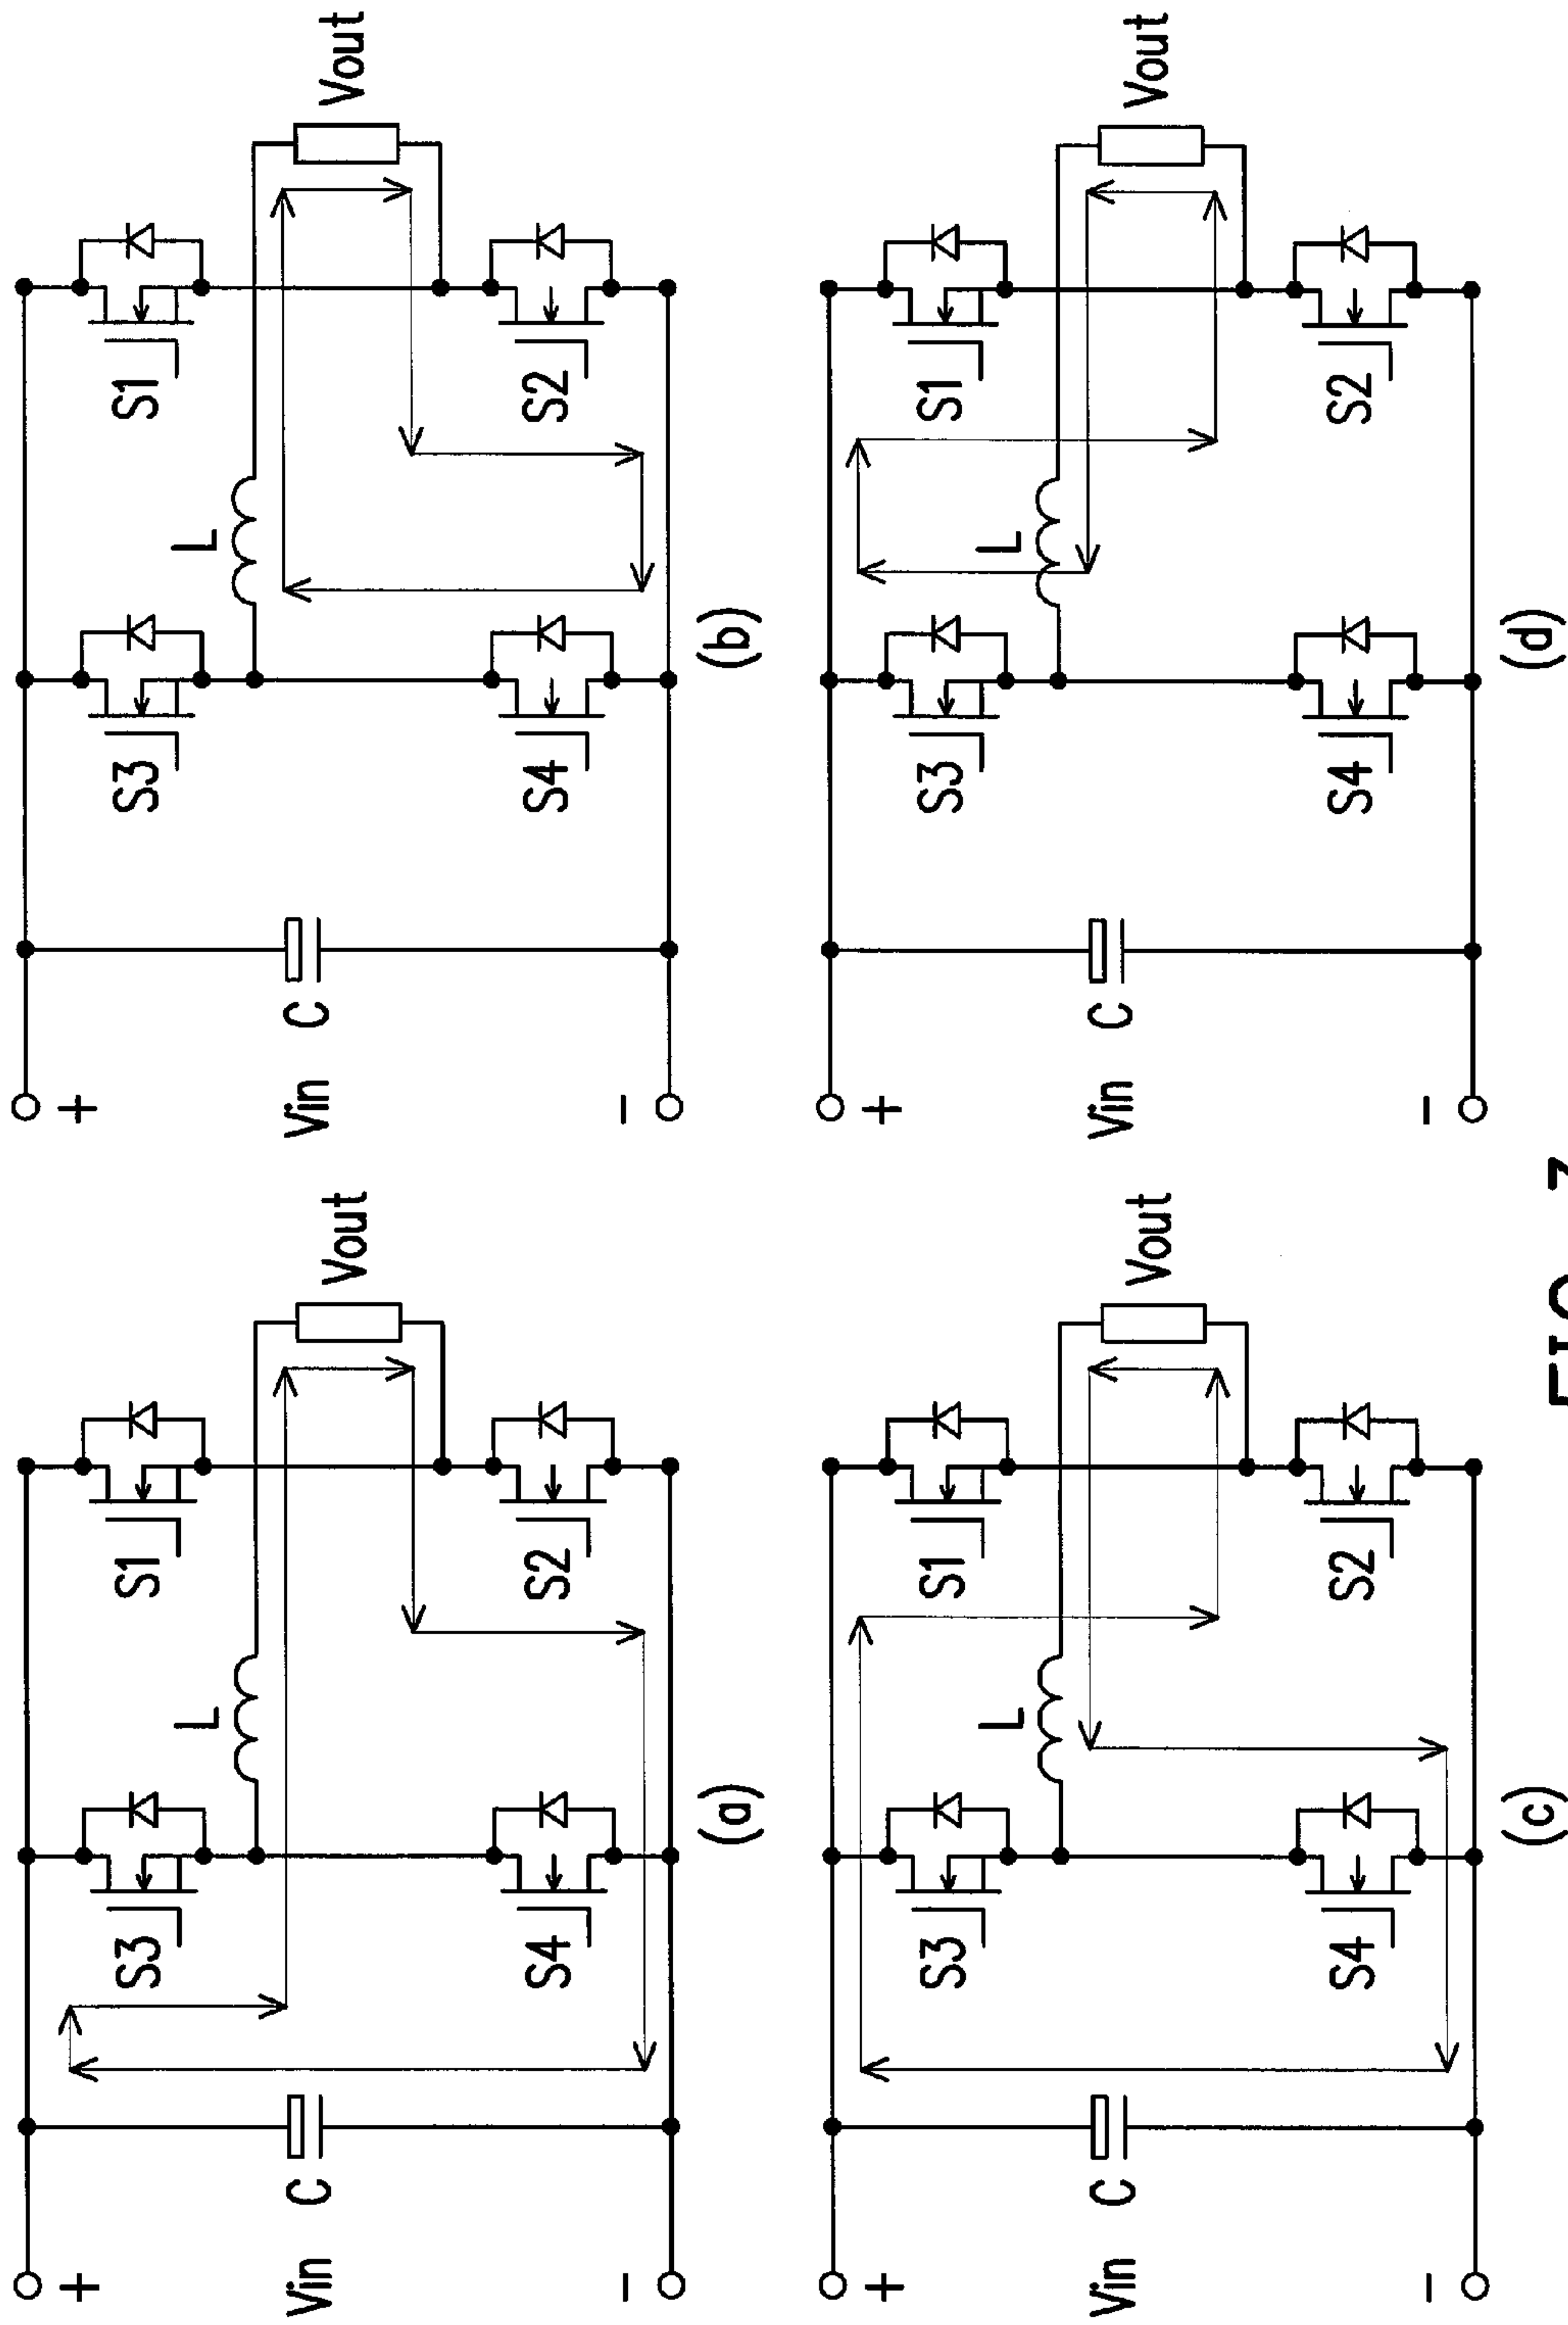 S3
S1
L
Vin
C
Vout
S4
S2
+
−
(a)
S3
S1
L
Vin
C
Vout
S4
S2
+
−
(b)
S3
S1
L
Vin
C
Vout
S4
S2
+
−
(c)
S3
S1
L
Vin
C
Vout
S4
S2
+
−
(d)